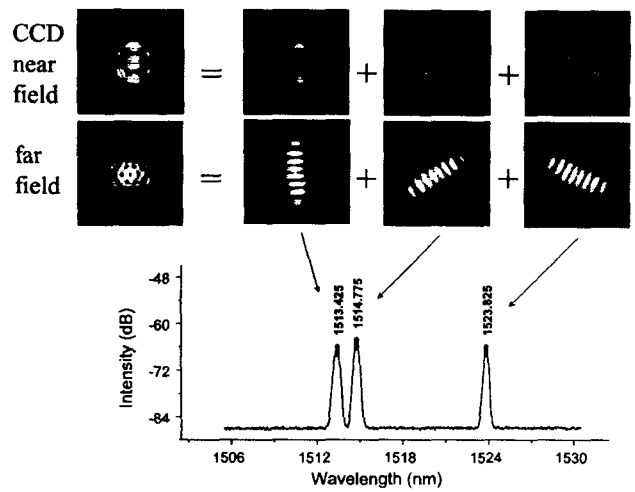 CCD
near
field
= + +
far
field
= + +
1513.425
1514.775
1523.825
Intensity (dB)
-48
-60
-72
-84
1506 1512 1518 1524 1530
Wavelength (nm)